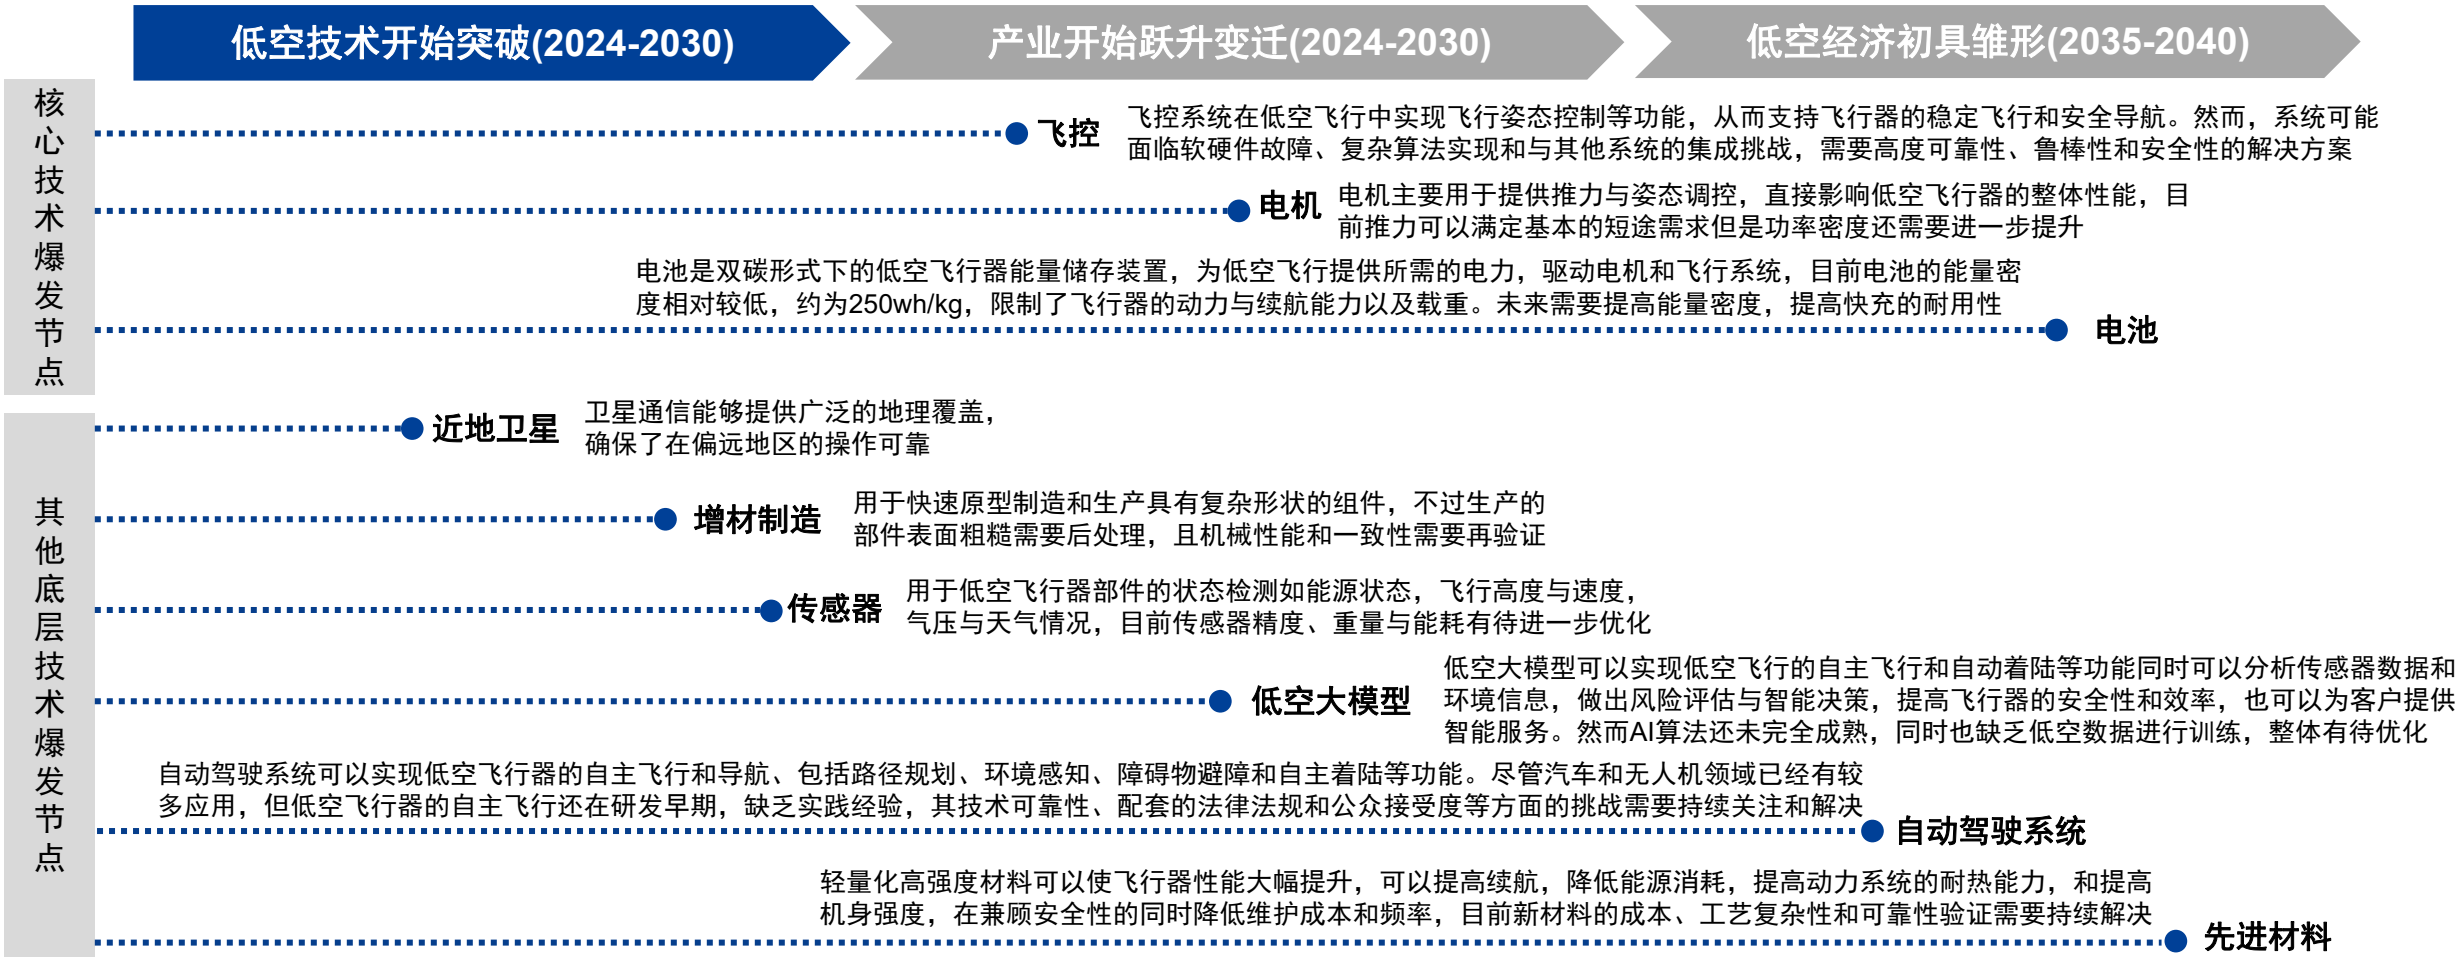 低空技术开始突破(2024-2030)
产业开始跃升变迁(2024-2030)
低空经济初具雏形(2035-2040)
核心技术爆发节点
飞控
飞控系统在低空飞行中实现飞行姿态控制等功能，从而支持飞行器的稳定飞行和安全导航。然而，系统可能
面临软硬件故障、复杂算法实现和与其他系统的集成挑战，需要高度可靠性、鲁棒性和安全性的解决方案
电机
电机主要用于提供推力与姿态调控，直接影响低空飞行器的整体性能，目
前推力可以满定基本的短途需求但是功率密度还需要进一步提升
电池是双碳形式下的低空飞行器能量储存装置，为低空飞行提供所需的电力，驱动电机和飞行系统，目前电池的能量密
度相对较低，约为250wh/kg，限制了飞行器的动力与续航能力以及载重。未来需要提高能量密度，提高快充的耐用性
电池
其他底层技术爆发节点
近地卫星
卫星通信能够提供广泛的地理覆盖，
确保了在偏远地区的操作可靠
增材制造
用于快速原型制造和生产具有复杂形状的组件，不过生产的
部件表面粗糙需要后处理，且机械性能和一致性需要再验证
传感器
用于低空飞行器部件的状态检测如能源状态，飞行高度与速度，
气压与天气情况，目前传感器精度、重量与能耗有待进一步优化
低空大模型
低空大模型可以实现低空飞行的自主飞行和自动着陆等功能同时可以分析传感器数据和
环境信息，做出风险评估与智能决策，提高飞行器的安全性和效率，也可以为客户提供
智能服务。然而AI算法还未完全成熟，同时也缺乏低空数据进行训练，整体有待优化
自动驾驶系统可以实现低空飞行器的自主飞行和导航、包括路径规划、环境感知、障碍物避障和自主着陆等功能。尽管汽车和无人机领域已经有较
多应用，但低空飞行器的自主飞行还在研发早期，缺乏实践经验，其技术可靠性、配套的法律法规和公众接受度等方面的挑战需要持续关注和解决
自动驾驶系统
轻量化高强度材料可以使飞行器性能大幅提升，可以提高续航，降低能源消耗，提高动力系统的耐热能力，和提高
机身强度，在兼顾安全性的同时降低维护成本和频率，目前新材料的成本、工艺复杂性和可靠性验证需要持续解决
先进材料